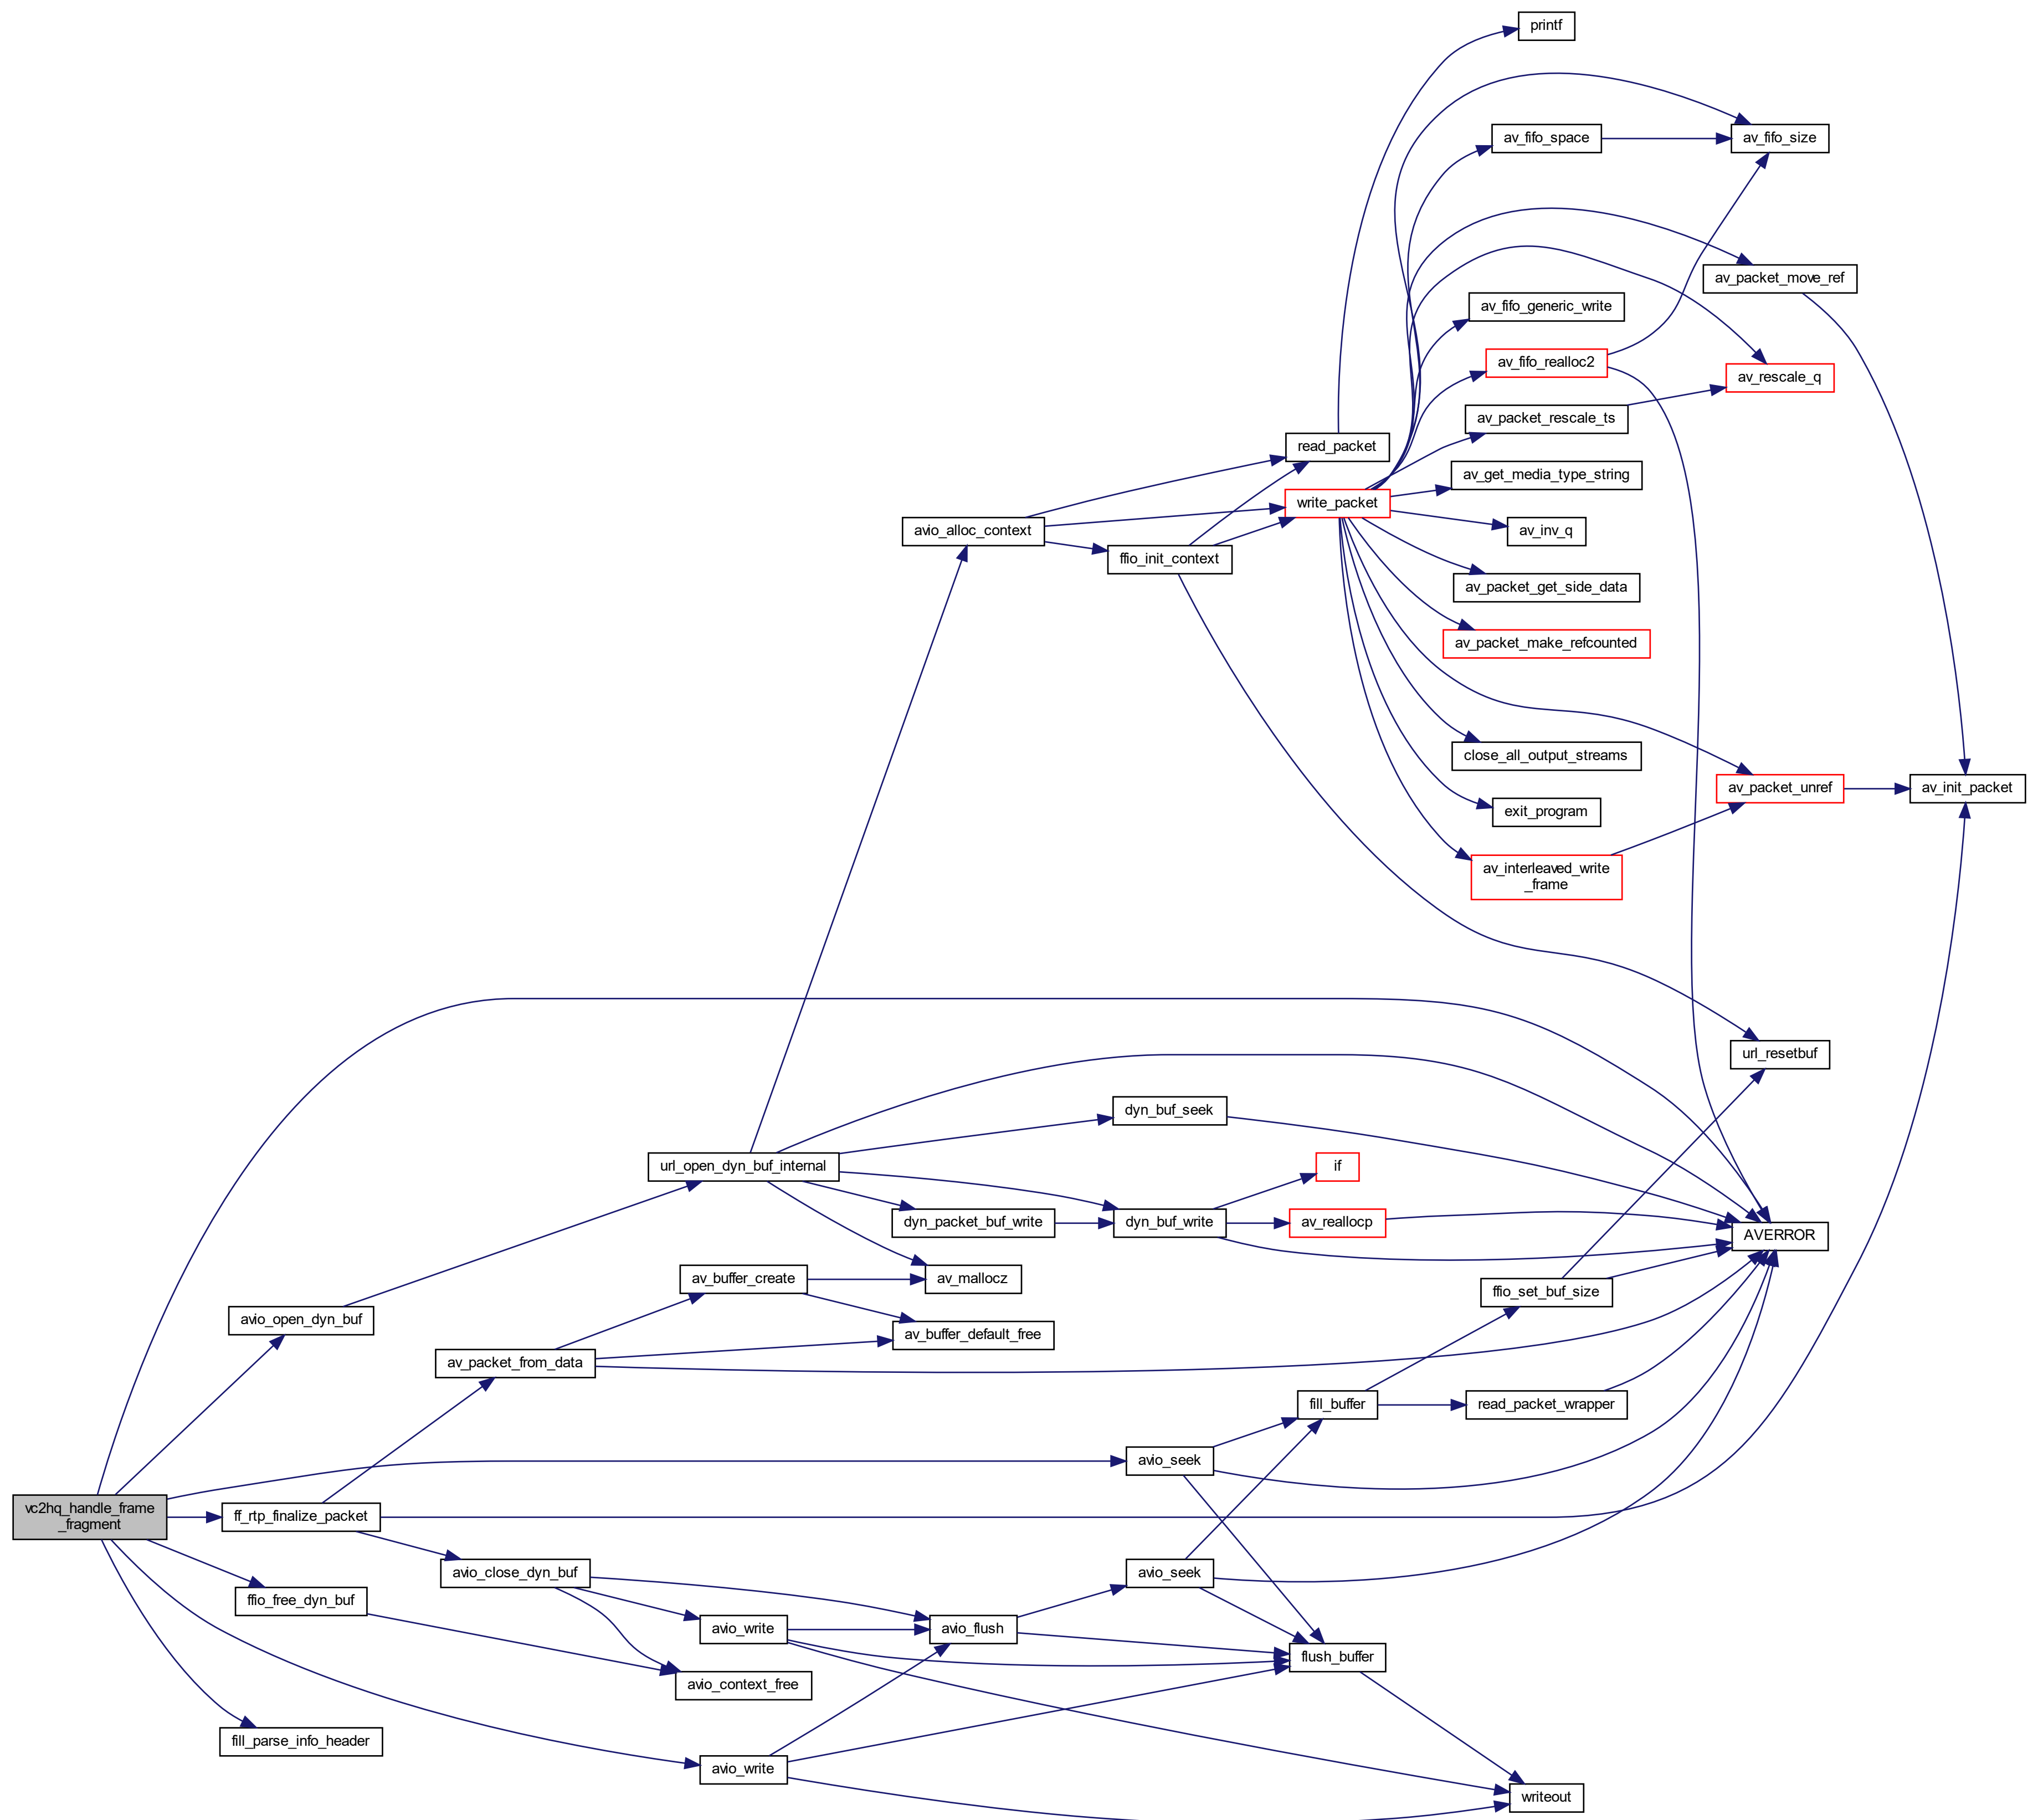 printf
av_fifo_space
av_fifo_size
av_packet_move_ref
av_fifo_generic_write
av_fifo_realloc2
av_rescale_q
av_packet_rescale_ts
read_packet
av_get_media_type_string
write_packet
avio_alloc_context
av_inv_q
ffio_init_context
av_packet_get_side_data
av_packet_make_refcounted
close_all_output_streams
av_packet_unref
av_init_packet
exit_program
av_interleaved_write
_frame
url_resetbuf
dyn_buf_seek
url_open_dyn_buf_internal
if
dyn_packet_buf_write
dyn_buf_write
av_reallocp
AVERROR
av_buffer_create
av_mallocz
ffio_set_buf_size
avio_open_dyn_buf
av_buffer_default_free
av_packet_from_data
fill_buffer
read_packet_wrapper
avio_seek
vc2hq_handle_frame
_fragment
ff_rtp_finalize_packet
avio_close_dyn_buf
avio_seek
ffio_free_dyn_buf
avio_write
avio_flush
flush_buffer
avio_context_free
fill_parse_info_header
avio_write
writeout